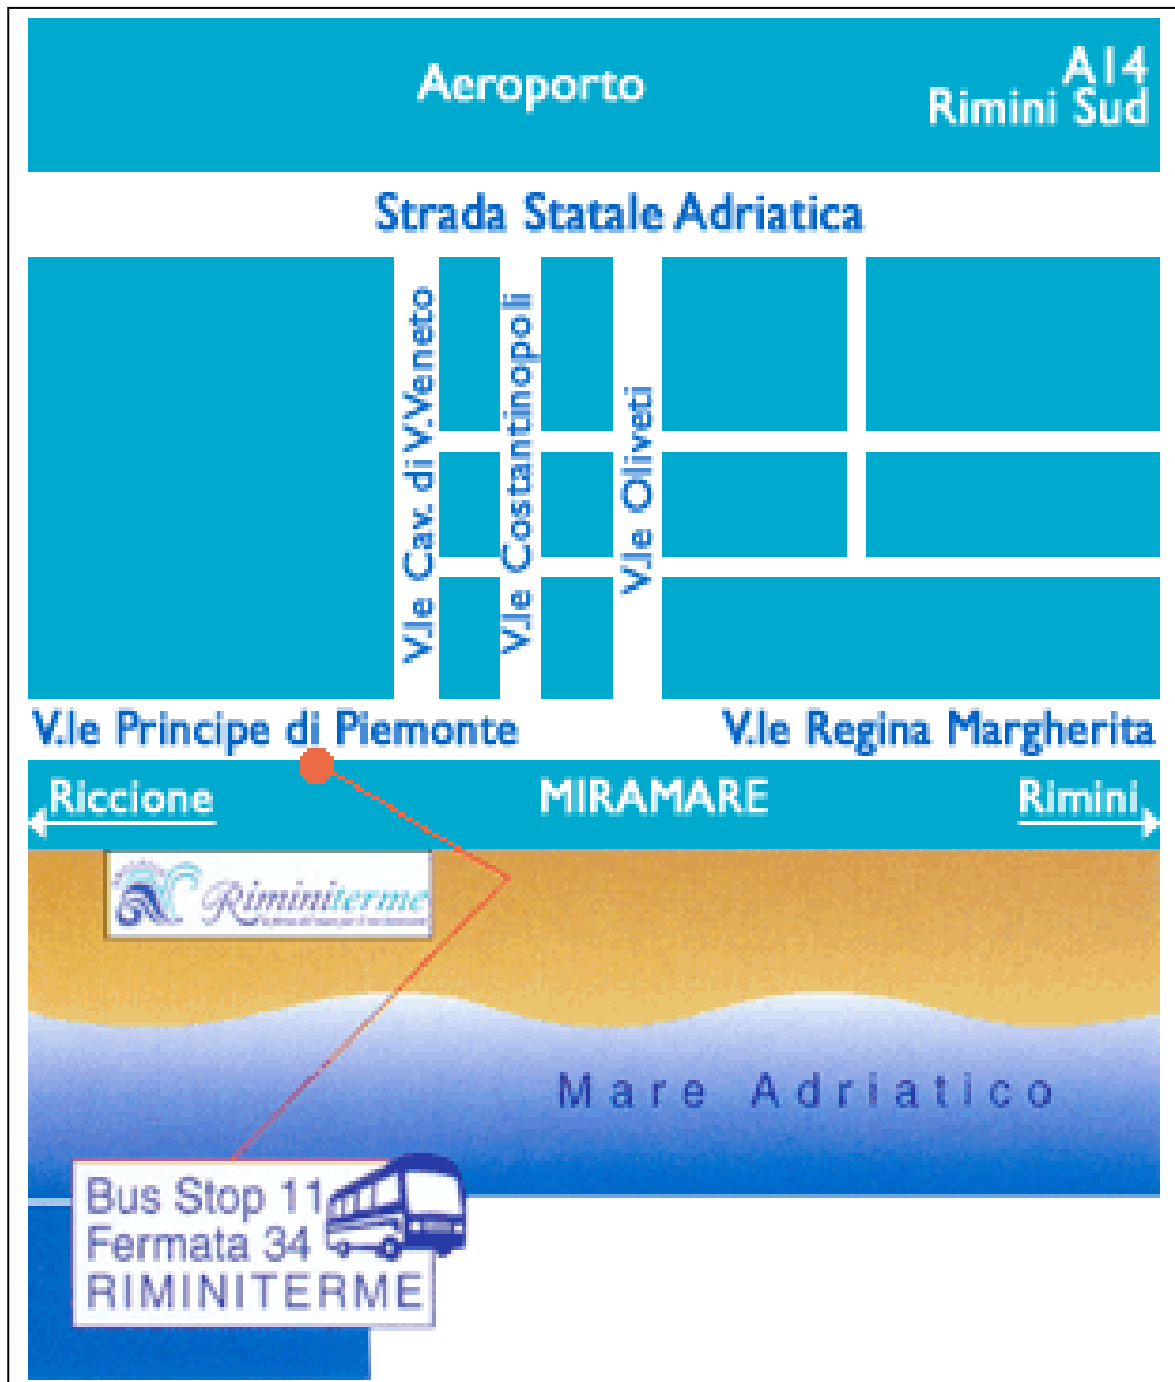 Aeroporto
A14
Rimini Sud
Strada Statale Adriatica
V.le Cav. di V.Veneto
V.le Costantinopoli
V.le Oliveti
V.le Principe di Piemonte
V.le Regina Margherita
Riccione
MIRAMARE
Rimini
Riminiterme
Mare Adriatico
Bus Stop 11
Fermata 34
RIMINITERME